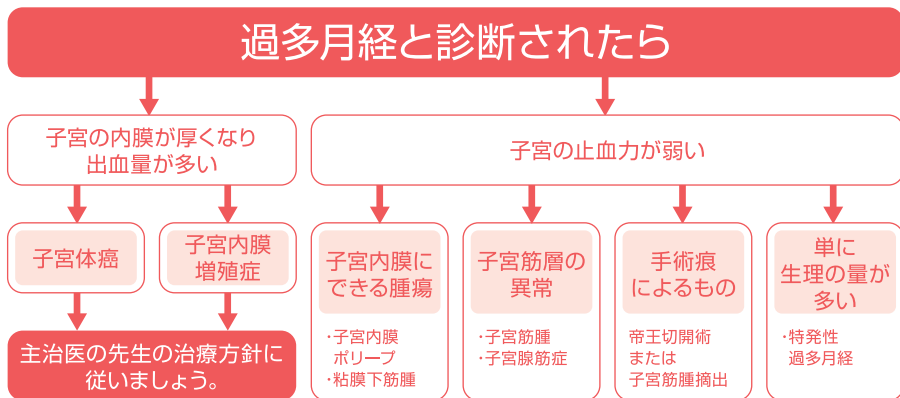 過多月経と診断されたら
子宮の内膜が厚くなり
出血量が多い
子宮の止血力が弱い
子宮体癌
子宮内膜
増殖症
子宮内膜に
できる腫瘍
子宮筋層の
異常
手術痕
によるもの
単に
生理の量が
多い
・子宮内膜
ポリープ
・粘膜下筋腫
・子宮筋腫
・子宮腺筋症
帝王切開術
または
子宮筋腫摘出
・特発性
過多月経
主治医の先生の治療方針に
従いましょう。